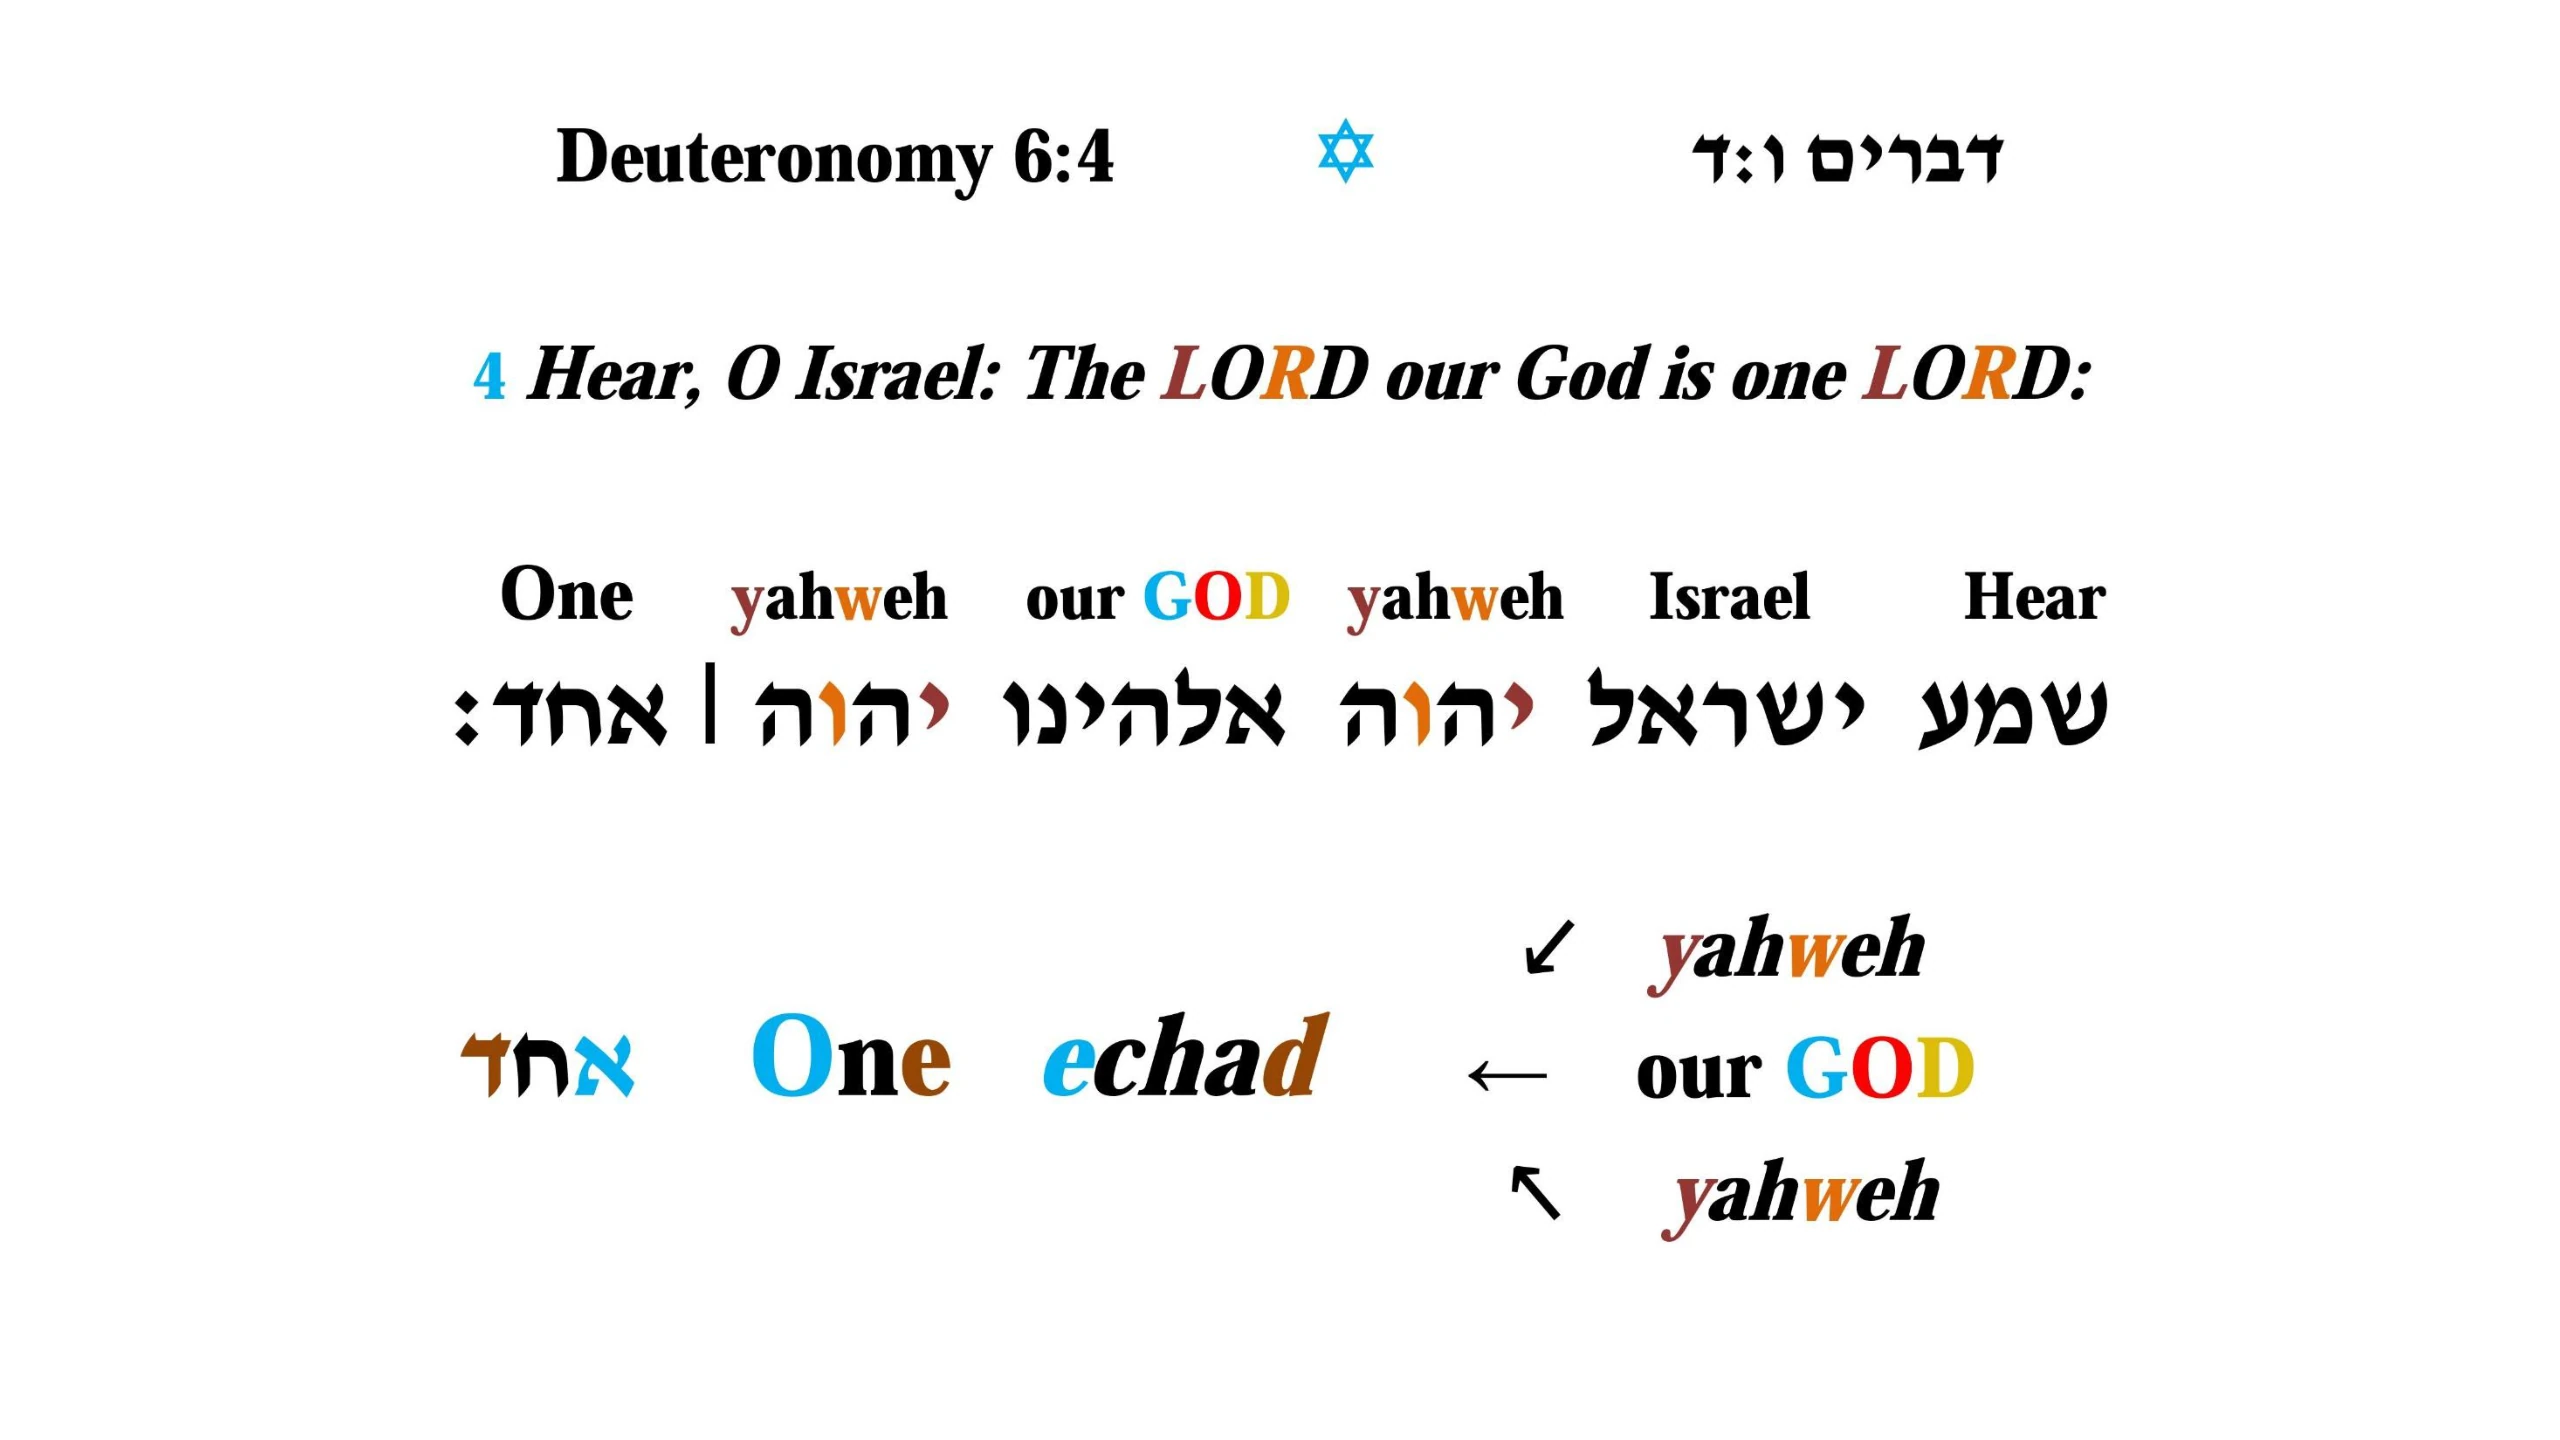 Deuteronomy 6:4 ✡ דברים ו:ד
4 Hear, O Israel: The LORD our God is one LORD:
One yahweh our GOD yahweh Israel Hear
שמע ישראל יהוה אלהינו יהוה ׀ אחד׃
↙ yahweh
אחד One echad ← our GOD
↖ yahweh